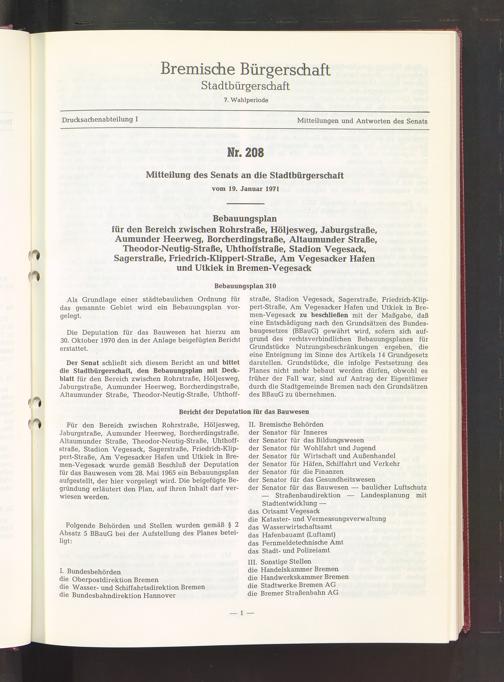 Bremische Bürgerschaft
Stadtbürgerschaft
7. Wahlperiode
Drucksachenabteilung I
Mitteilungen und Antworten des Senats
Nr. 208
Mitteilung des Senats an die Stadtbürgerschaft
vom 19. Januar 1971
Bebauungsplan
für den Bereich zwischen Rohrstraße, Höljesweg, Jaburgstraße,
Aumunder Heerweg, Borcherdingstraße, Altaumunder Straße,
Theodor-Neutig-Straße, Uhthoffstraße, Stadion Vegesack,
Sagerstraße, Friedrich-Klippert-Straße, Am Vegesacker Hafen
und Utkiek in Bremen-Vegesack
Bebauungsplan 310
Als Grundlage einer städtebaulichen Ordnung für
das genannte Gebiet wird ein Bebauungsplan vor-
gelegt.
Die Deputation für das Bauwesen hat hierzu am
30. Oktober 1970 den in der Anlage beigefügten Bericht
erstattet.
Der Senat schließt sich diesem Bericht an und bittet
die Stadtbürgerschaft, den Bebauungsplan mit Deck-
blatt für den Bereich zwischen Rohrstraße, Höljesweg,
Jaburgstraße, Aumunder Heerweg, Borcherdingstraße,
Altaumunder Straße, Theodor-Neutig-Straße, Uhthoff-
straße, Stadion Vegesack, Sagerstraße, Friedrich-Klip-
pert-Straße, Am Vegesacker Hafen und Utkiek in Bre-
men-Vegesack zu beschließen mit der Maßgabe, daß
eine Entschädigung nach den Grundsätzen des Bundes-
baugesetzes (BBauG) gewährt wird, sofern sich auf-
grund des rechtsverbindlichen Bebauungsplanes für
Grundstücke Nutzungsbeschränkungen ergeben, die
eine Enteignung im Sinne des Artikels 14 Grundgesetz
darstellen. Grundstücke, die infolge Festsetzung des
Planes nicht mehr bebaut werden dürfen, obwohl es
früher der Fall war, sind auf Antrag der Eigentümer
durch die Stadtgemeinde Bremen nach den Grundsätzen
des BBauG zu übernehmen.
Bericht der Deputation für das Bauwesen
Für den Bereich zwischen Rohrstraße, Höljesweg,
Jaburgstraße, Aumunder Heerweg, Borcherdingstraße,
Altaumunder Straße, Theodor-Neutig-Straße, Uhthoff-
straße, Stadion Vegesack, Sagerstraße, Friedrich-Klip-
pert-Straße, Am Vegesacker Hafen und Utkiek in Bre-
men-Vegesack wurde gemäß Beschluß der Deputation
für das Bauwesen vom 28. Mai 1965 ein Bebauungsplan
aufgestellt, der hier vorgelegt wird. Die beigefügte Be-
gründung erläutert den Plan, auf ihren Inhalt darf ver-
wiesen werden.
Folgende Behörden und Stellen wurden gemäß § 2
Absatz 5 BBauG bei der Aufstellung des Planes betei-
ligt:
I. Bundesbehörden
die Oberpostdirektion Bremen
die Wasser- und Schiffahrtsdirektion Bremen
die Bundesbahndirektion Hannover
II. Bremische Behörden
der Senator für Inneres
der Senator für das Bildungswesen
der Senator für Wohlfahrt und Jugend
der Senator für Wirtschaft und Außenhandel
der Senator für Häfen, Schiffahrt und Verkehr
der Senator für die Finanzen
der Senator für das Gesundheitswesen
der Senator für das Bauwesen — baulicher Luftschutz
— Straßenbaudirektion — Landesplanung mit
Stadtentwicklung —
das Ortsamt Vegesack
die Kataster- und Vermessungsverwaltung
das Wasserwirtschaftsamt
das Hafenbauamt (Luftamt)
das Fernmeldetechnische Amt
das Stadt- und Polizeiamt
III. Sonstige Stellen
die Handelskammer Bremen
die Handwerkskammer Bremen
die Stadtwerke Bremen AG
die Bremer Straßenbahn AG
— 1 —